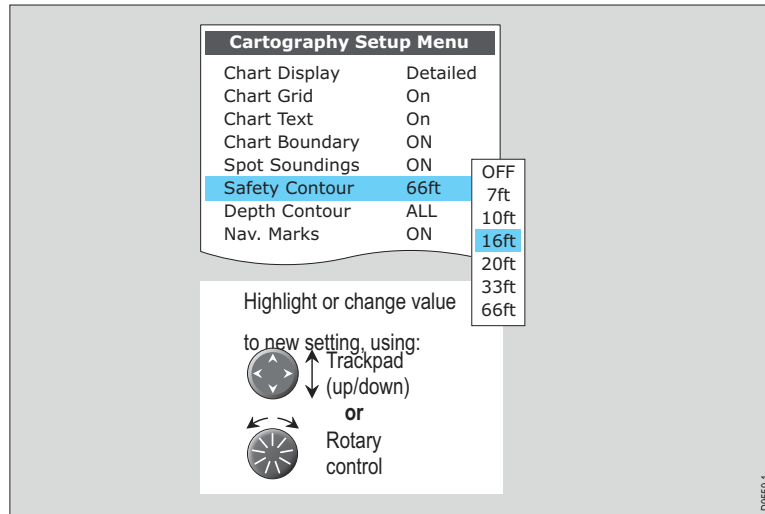 Cartography Setup Menu
Chart Display Detailed
Chart Grid On
Chart Text On
Chart Boundary ON
Spot Soundings ON
Safety Contour 66ft
Depth Contour ALL
Nav. Marks ON
OFF
7ft
10ft
16ft
20ft
33ft
66ft
Highlight or change value
to new setting, using:
Trackpad
(up/down)
or
Rotary
control